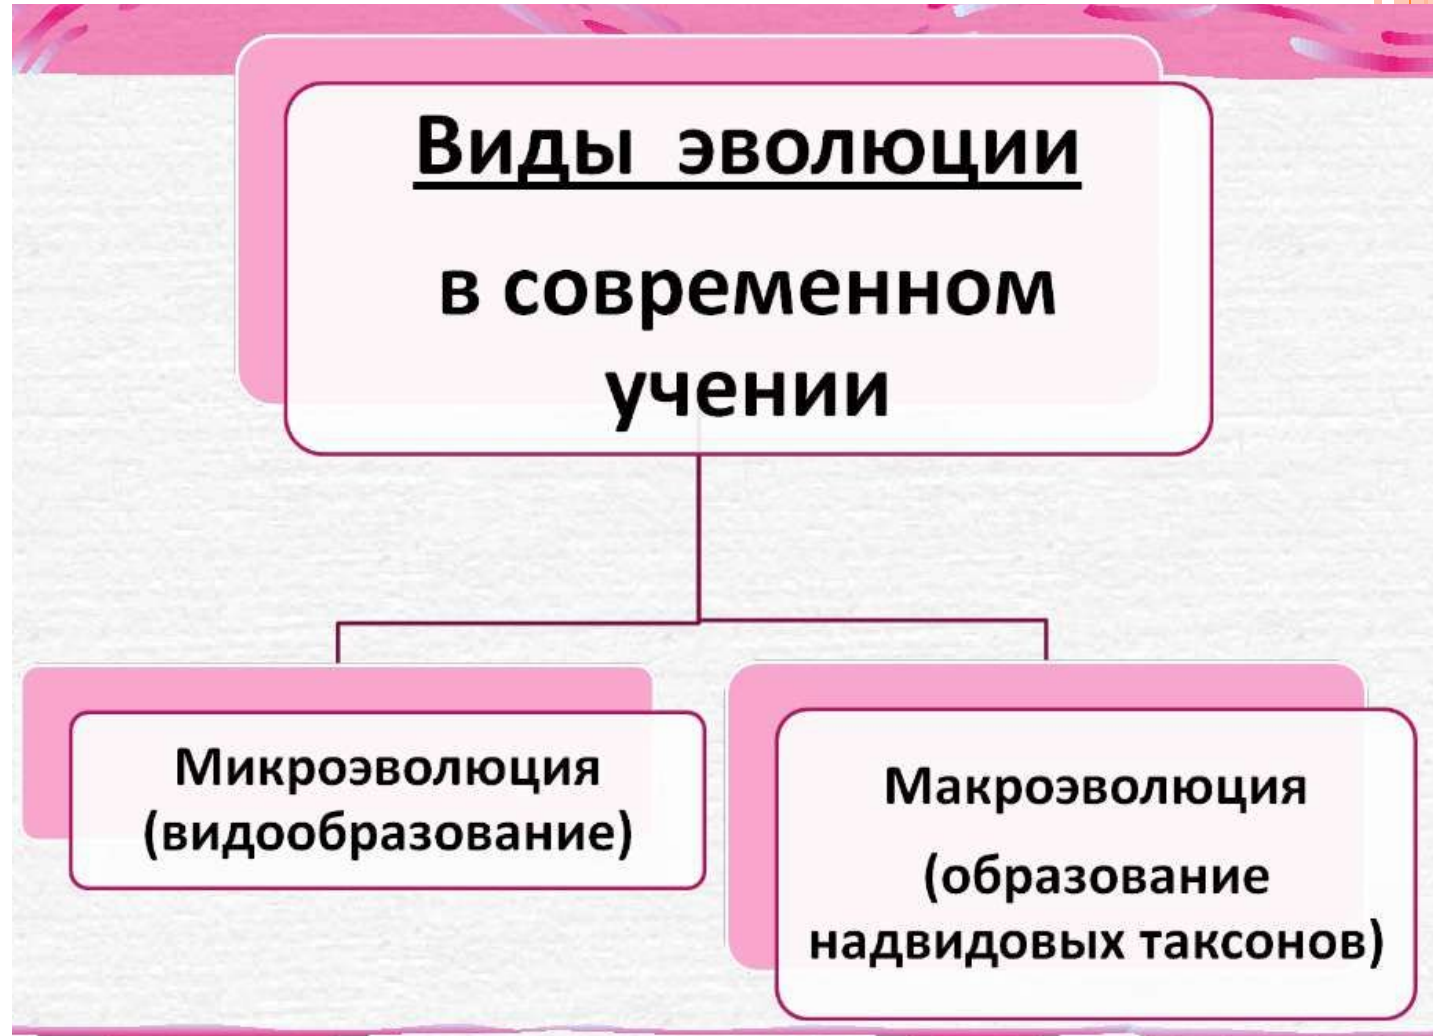 Виды эволюции
в современном
учении
Микроэволюция
(видообразование)
Макроэволюция
(образование
надвидовых таксонов)